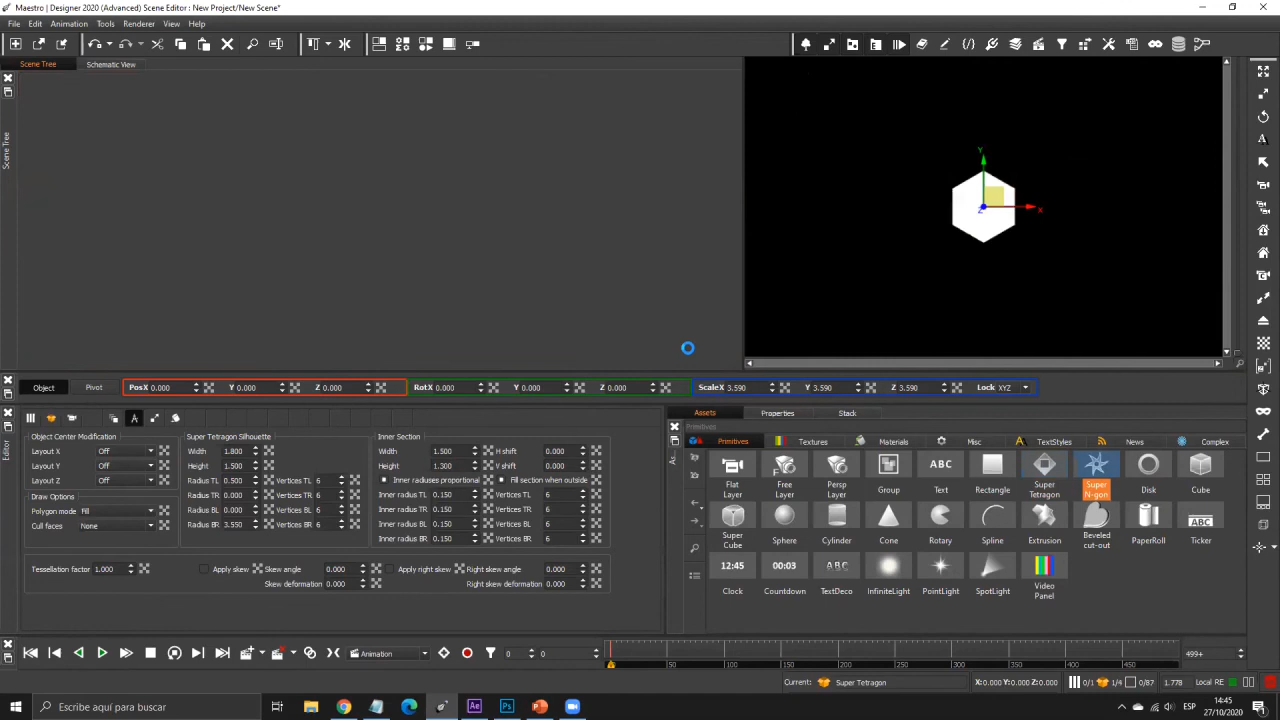 Maestro | Designer 2020 (Advanced) Scene Editor : New Project/New Scene*
File Edit Animation Tools Renderer View Help
Scene Tree Schematic View
Scene Tree
Y
X
Z
Object Pivot PosX 0.000 Y 0.000 Z 0.000 RotX 0.000 Y 0.000 Z 0.000 ScaleX 3.590 Y 3.590 Z 3.590 Lock XYZ
Editor
Object Center Modification
Layout X Off
Layout Y Off
Layout Z Off
Draw Options
Polygon mode Fill
Cull faces None
Super Tetragon Silhouette
Width 1.800
Height 1.500
Radius TL 0.500 Vertices TL 6
Radius TR 0.000 Vertices TR 6
Radius BL 0.000 Vertices BL 6
Radius BR 3.550 Vertices BR 6
Inner Section
Width 1.500 H shift 0.000
Height 1.300 V shift 0.000
Inner radiuses proportional Fill section when outside
Inner radius TL 0.150 Vertices TL 6
Inner radius TR 0.150 Vertices TR 6
Inner radius BL 0.150 Vertices BL 6
Inner radius BR 0.150 Vertices BR 6
Tessellation factor 1.000 Apply skew Skew angle 0.000 Apply right skew Right skew angle 0.000
Skew deformation 0.000 Right skew deformation 0.000
Assets Properties Stack
Primitives
Primitives Textures Materials Misc TextStyles News Complex
Flat Layer Free Layer Persp Layer Group Text Rectangle Super Tetragon Super N-gon Disk Cube
Super Cube Sphere Cylinder Cone Rotary Spline Extrusion Beveled cut-out PaperRoll Ticker
12:45 00:03 ABC
Clock Countdown TextDeco InfiniteLight PointLight SpotLight Video Panel
Animation 0 0 50 100 150 200 250 300 350 400 450 499+
Current: Super Tetragon X:0.000 Y:0.000 Z:0.000 0/1 1/4 0/87 1.778 Local RE
Escribe aquí para buscar ESP 14:45
27/10/2020